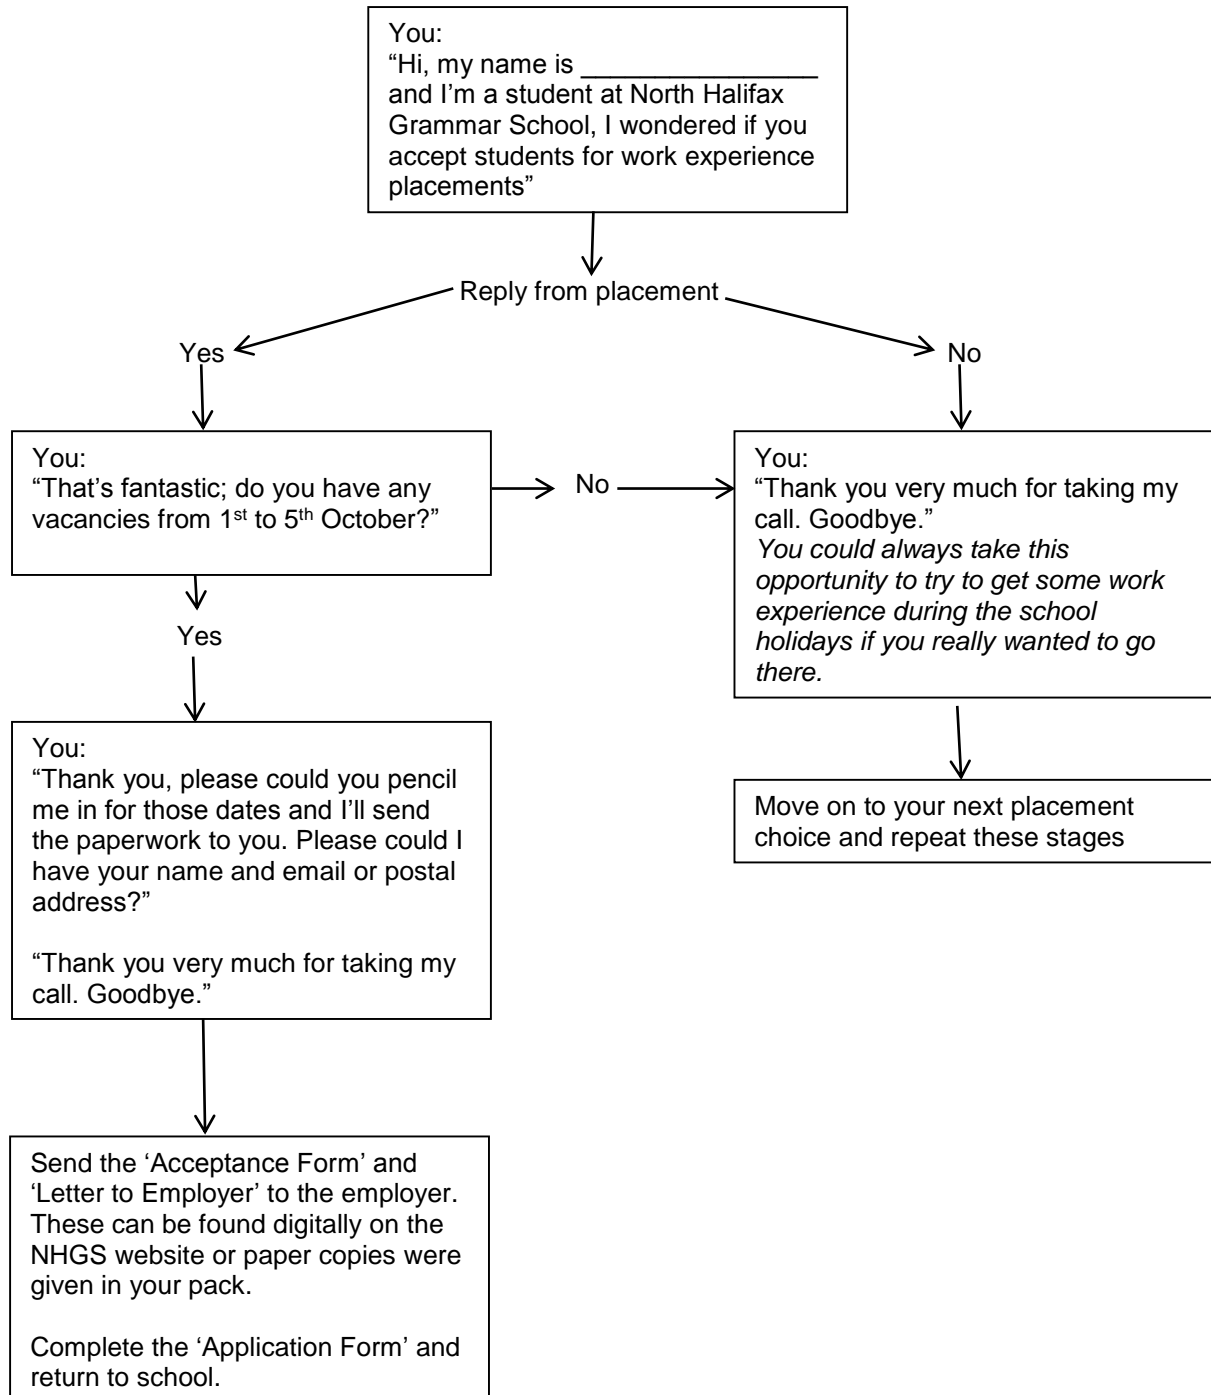 You:
“Hi, my name is _________________
and I’m a student at North Halifax
Grammar School, I wondered if you
accept students for work experience
placements”
Reply from placement
Yes
No
You:
“That’s fantastic; do you have any
vacancies from 1st to 5th October?”
No
You:
“Thank you very much for taking my
call. Goodbye.”
You could always take this
opportunity to try to get some work
experience during the school
holidays if you really wanted to go
there.
Yes
You:
“Thank you, please could you pencil
me in for those dates and I’ll send
the paperwork to you. Please could I
have your name and email or postal
address?”
“Thank you very much for taking my
call. Goodbye.”
Move on to your next placement
choice and repeat these stages
Send the ‘Acceptance Form’ and
‘Letter to Employer’ to the employer.
These can be found digitally on the
NHGS website or paper copies were
given in your pack.
Complete the ‘Application Form’ and
return to school.